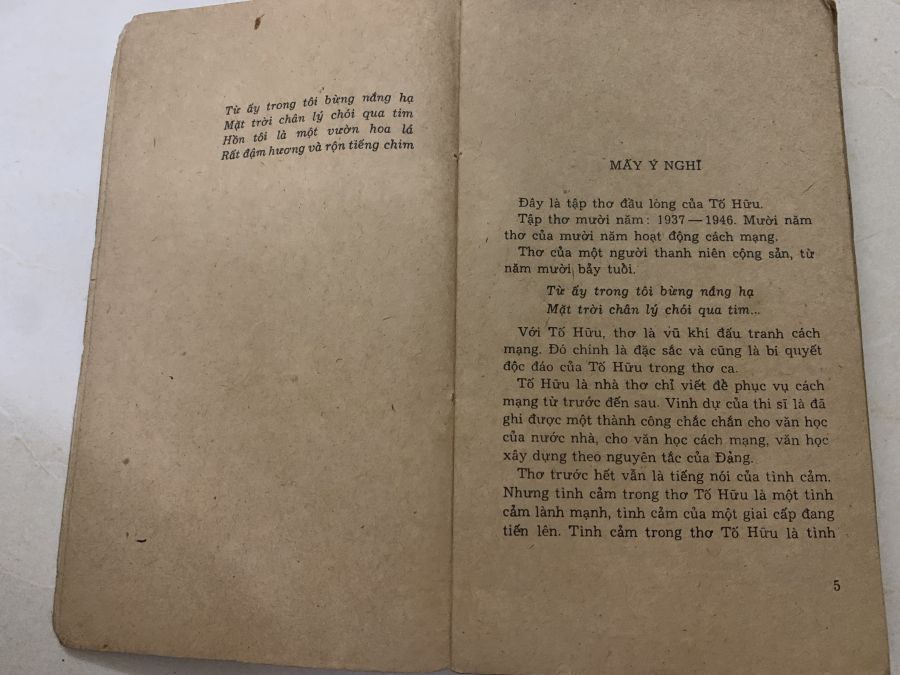 Từ ấy trong tôi bừng nắng hạ
Mặt trời chân lý chói qua tim
Hồn tôi là một vườn hoa lá
Rất đậm hương và rộn tiếng chim
MẤY Ý NGHĨ
Đây là tập thơ đầu lòng của Tố Hữu.
Tập thơ mười năm: 1937 — 1946. Mười năm
thơ của mười năm hoạt động cách mạng.
Thơ của một người thanh niên cộng sản, từ
năm mười bảy tuổi.
Từ ấy trong tôi bừng nắng hạ
Mặt trời chân lý chói qua tim...
Với Tố Hữu, thơ là vũ khí đấu tranh cách
mạng. Đó chính là đặc sắc và cũng là bí quyết
độc đáo của Tố Hữu trong thơ ca.
Tố Hữu là nhà thơ chỉ viết để phục vụ cách
mạng từ trước đến sau. Vinh dự của thi sĩ là đã
ghi được một thành công chắc chắn cho văn học
của nước nhà, cho văn học cách mạng, văn học
xây dựng theo nguyên tắc của Đảng.
Thơ trước hết vẫn là tiếng nói của tình cảm.
Nhưng tình cảm trong thơ Tố Hữu là một tình
cảm lành mạnh, tình cảm của một giai cấp đang
tiến lên. Tình cảm trong thơ Tố Hữu là tình
5